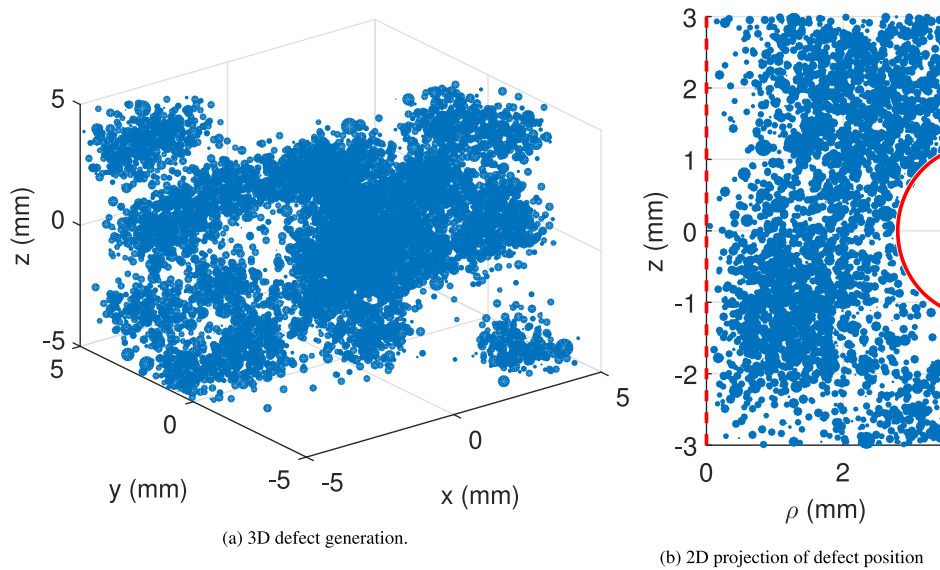 5
0
-5
z (mm)
5
0
-5
y (mm)
-5
0
5
x (mm)
(a) 3D defect generation.
3
2
1
0
-1
-2
-3
z (mm)
0
2
ρ (mm)
(b) 2D projection of defect position